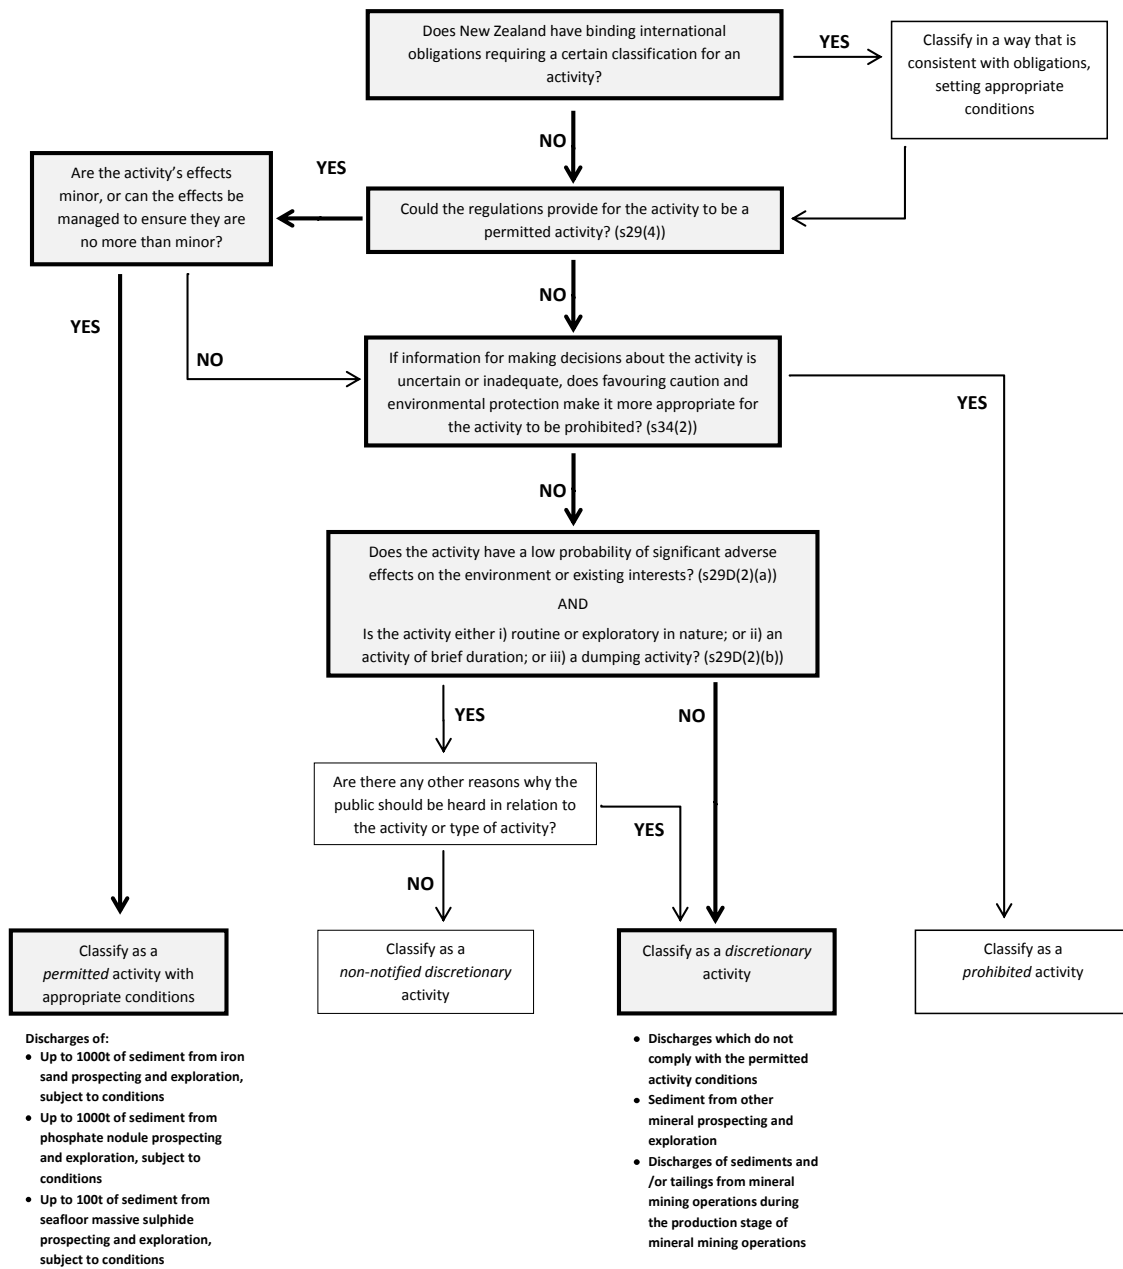 Does New Zealand have binding international
obligations requiring a certain classification for an
activity?
YES
Classify in a way that is
consistent with obligations,
setting appropriate
conditions
NO
Are the activity’s effects
minor, or can the effects be
managed to ensure they are
no more than minor?
YES
Could the regulations provide for the activity to be a
permitted activity? (s29(4))
YES
NO
NO
If information for making decisions about the activity is
uncertain or inadequate, does favouring caution and
environmental protection make it more appropriate for
the activity to be prohibited? (s34(2))
YES
NO
Does the activity have a low probability of significant adverse
effects on the environment or existing interests? (s29D(2)(a))
AND
Is the activity either i) routine or exploratory in nature; or ii) an
activity of brief duration; or iii) a dumping activity? (s29D(2)(b))
YES
NO
Are there any other reasons why the
public should be heard in relation to
the activity or type of activity?
YES
NO
Classify as a
permitted activity with
appropriate conditions
Classify as a
non-notified discretionary
activity
Classify as a discretionary
activity
Classify as a
prohibited activity
Discharges of:
• Up to 1000t of sediment from iron
sand prospecting and exploration,
subject to conditions
• Up to 1000t of sediment from
phosphate nodule prospecting
and exploration, subject to
conditions
• Up to 100t of sediment from
seafloor massive sulphide
prospecting and exploration,
subject to conditions
• Discharges which do not
comply with the permitted
activity conditions
• Sediment from other
mineral prospecting and
exploration
• Discharges of sediments and
/or tailings from mineral
mining operations during
the production stage of
mineral mining operations